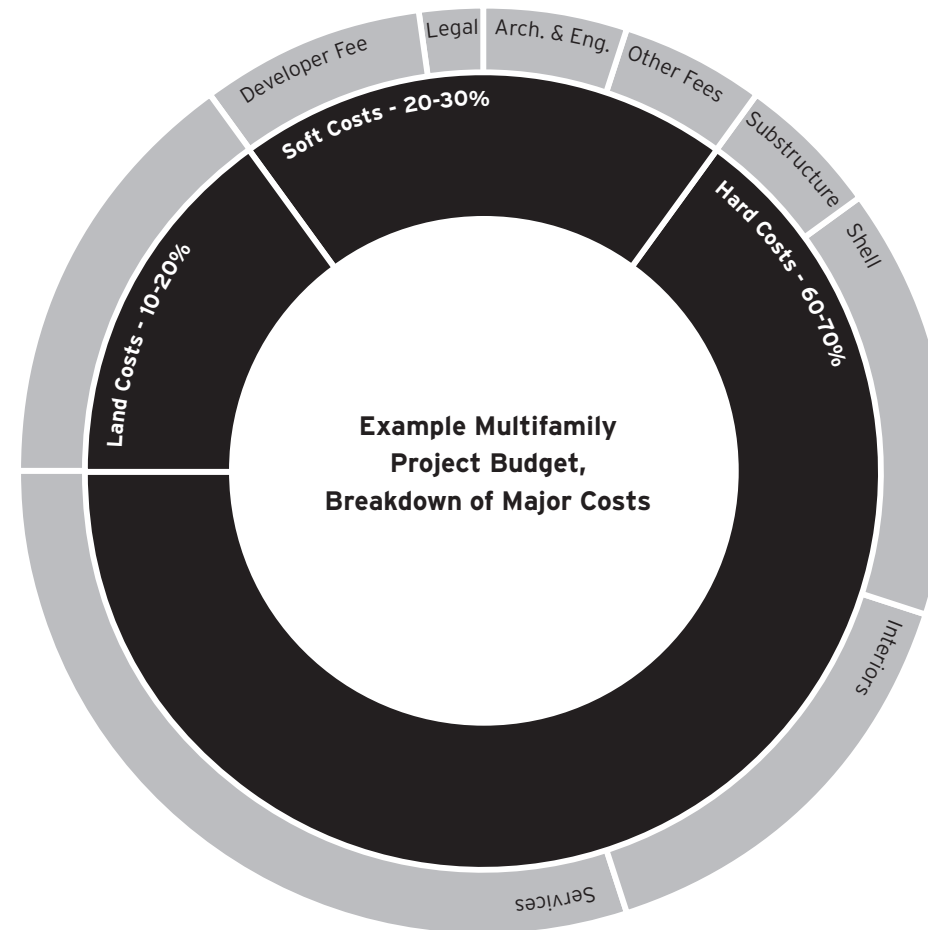 Developer Fee
Legal
Arch. & Eng.
Other Fees
Substructure
Shell
Interiors
Services
Land Costs - 10-20%
Soft Costs - 20-30%
Hard Costs - 60-70%
Example Multifamily
Project Budget,
Breakdown of Major Costs